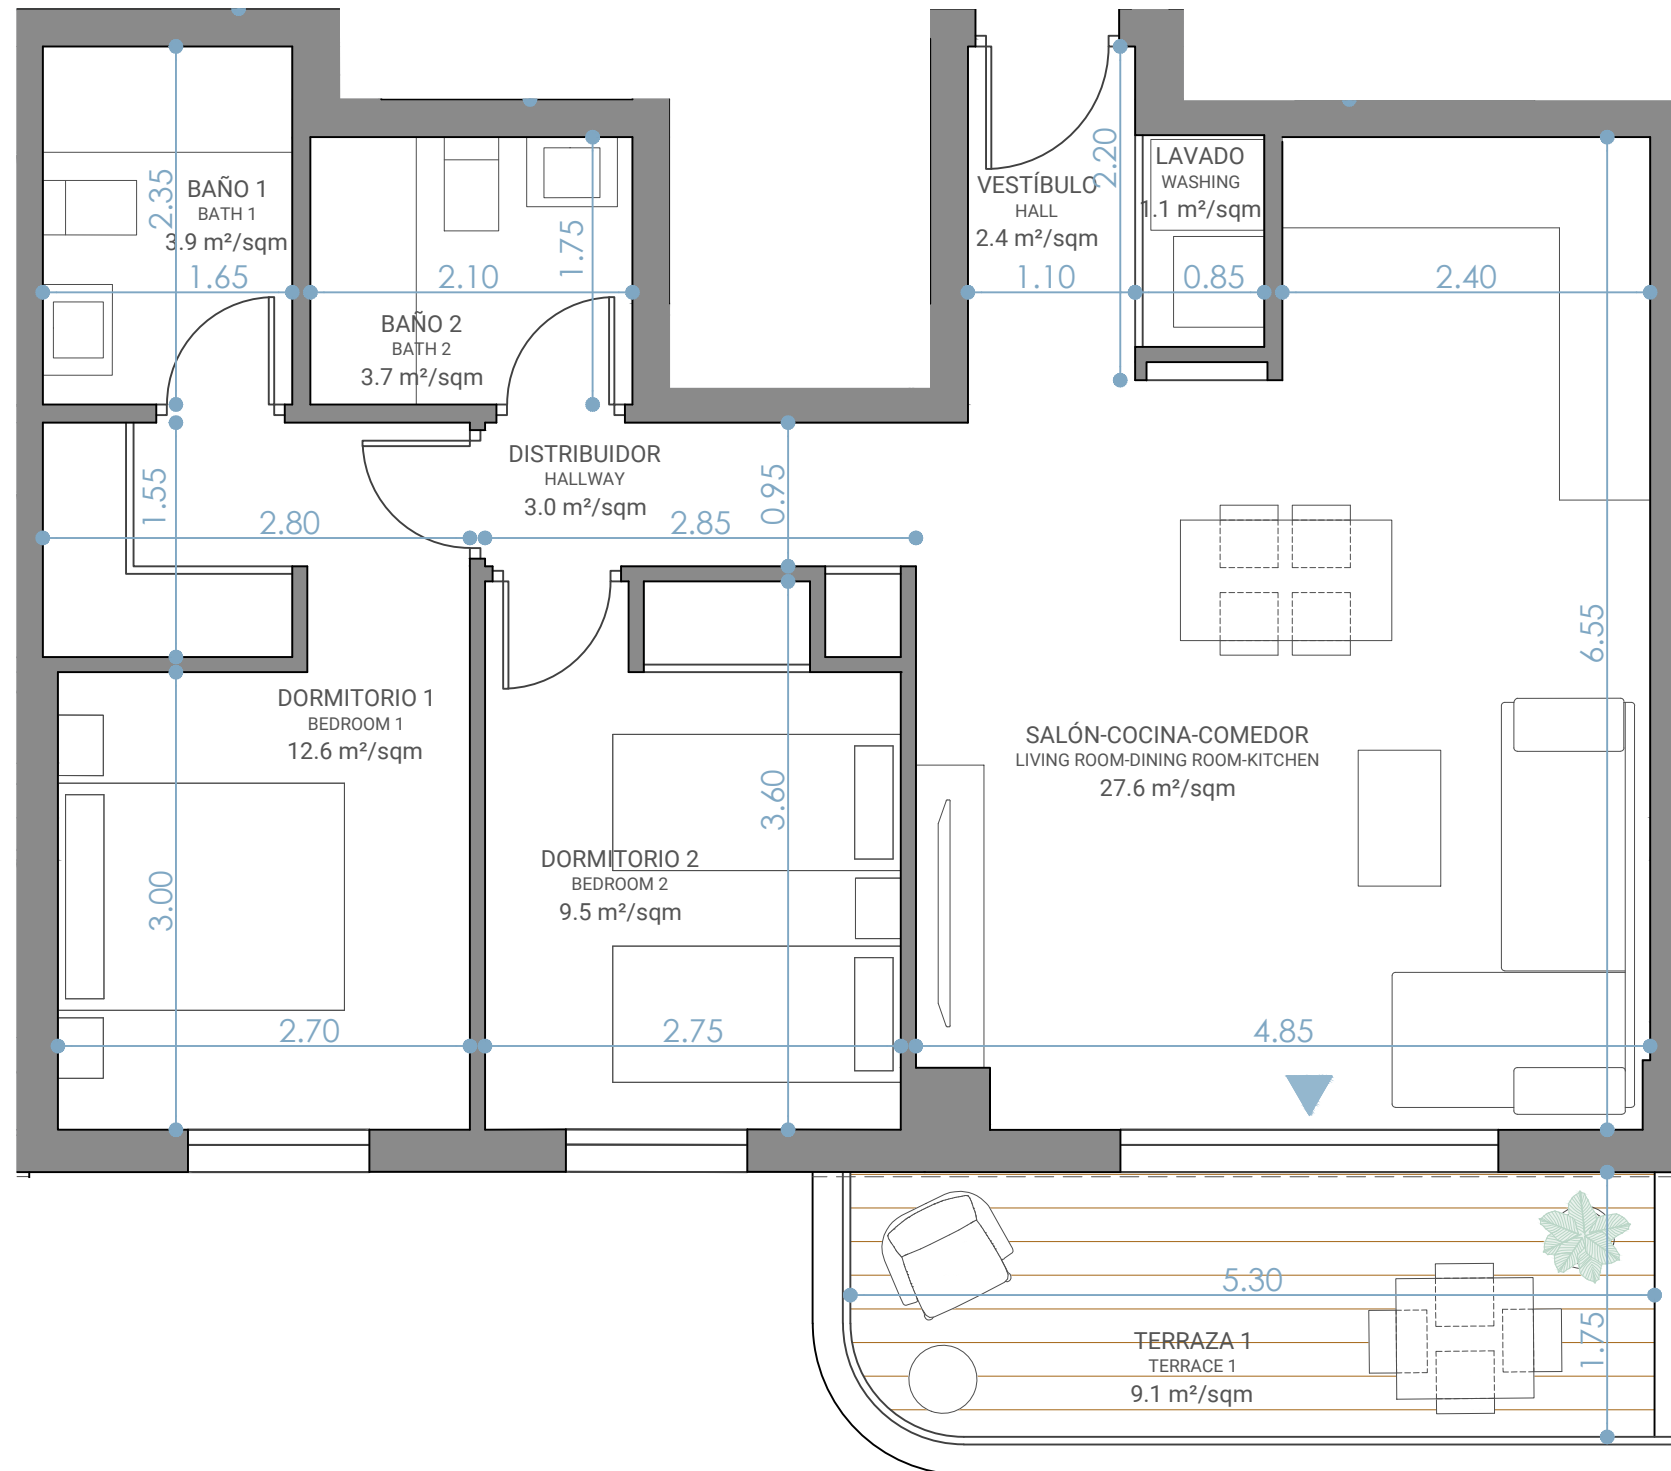 BAÑO 1
BATH 1
3.9 m²/sqm
2.35
1.65
BAÑO 2
BATH 2
3.7 m²/sqm
2.10
1.75
VESTÍBULO
HALL
2.4 m²/sqm
2.20
1.10
LAVADO
WASHING
1.1 m²/sqm
0.85
2.40
DISTRIBUIDOR
HALLWAY
3.0 m²/sqm
1.55
2.80
2.85
0.95
6.55
DORMITORIO 1
BEDROOM 1
12.6 m²/sqm
3.00
2.70
DORMITORIO 2
BEDROOM 2
9.5 m²/sqm
3.60
2.75
SALÓN-COCINA-COMEDOR
LIVING ROOM-DINING ROOM-KITCHEN
27.6 m²/sqm
4.85
5.30
1.75
TERRAZA 1
TERRACE 1
9.1 m²/sqm